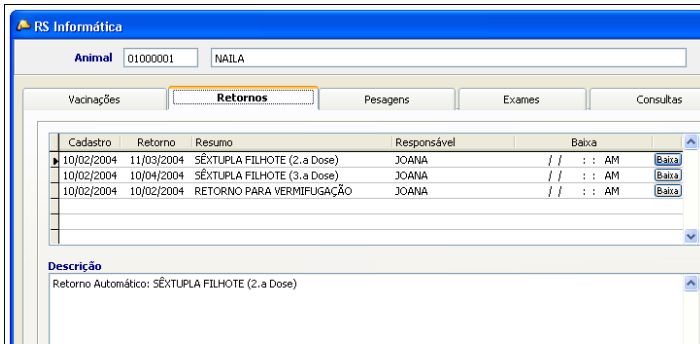 RS Informática
Animal 01000001 NAILA
Vacinações Retornos Pesagens Exames Consultas
Cadastro Retorno Resumo Responsável Baixa
10/02/2004 11/03/2004 SÊXTUPLA FILHOTE (2.a Dose) JOANA / / : : AM Baixa
10/02/2004 10/04/2004 SÊXTUPLA FILHOTE (3.a Dose) JOANA / / : : AM Baixa
10/02/2004 10/02/2004 RETORNO PARA VERMIFUGAÇÃO JOANA / / : : AM Baixa
Descrição
Retorno Automático: SÊXTUPLA FILHOTE (2.a Dose)